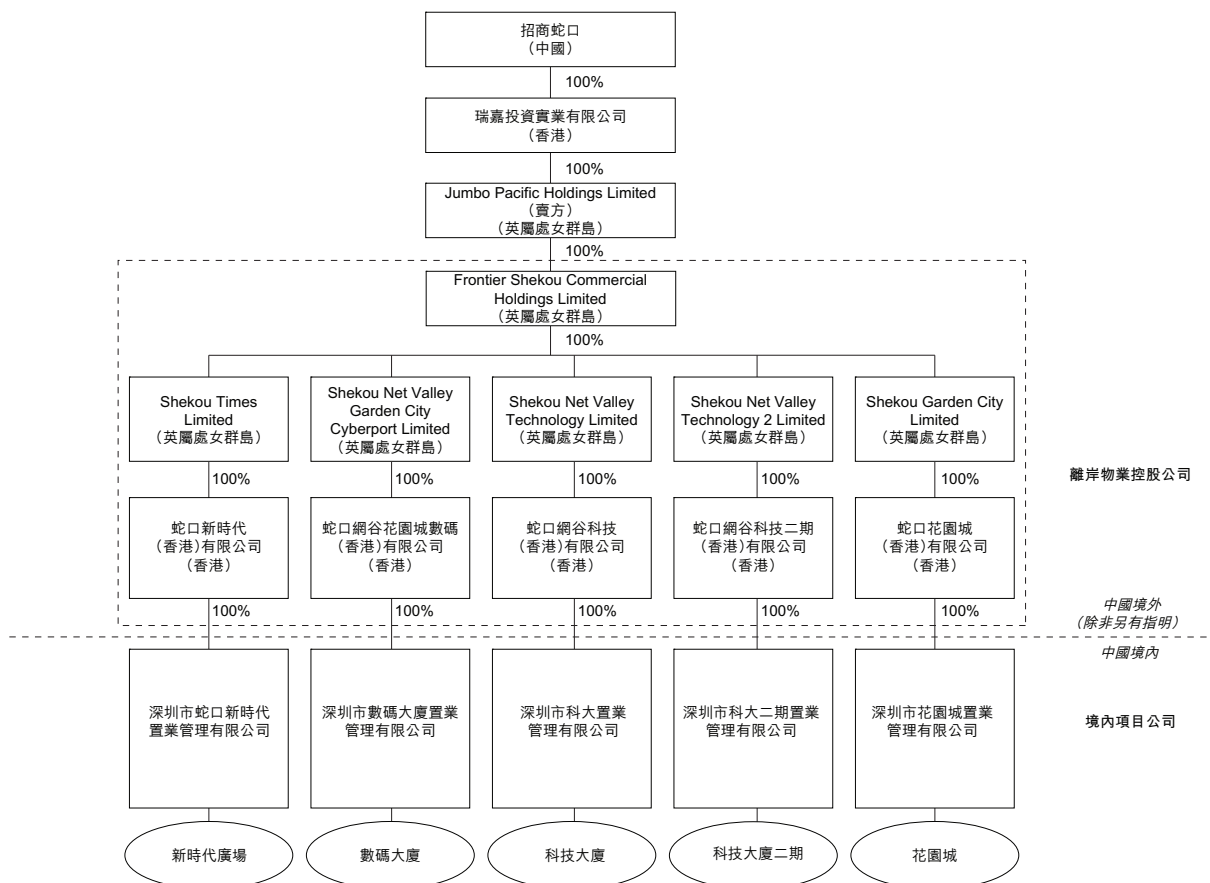 招商蛇口
（中國）
100%
瑞嘉投資實業有限公司
（香港）
100%
Jumbo Pacific Holdings Limited
（賣方）
（英屬處女群島）
100%
Frontier Shekou Commercial
Holdings Limited
（英屬處女群島）
100%
Shekou Times
Limited
（英屬處女群島）
Shekou Net Valley
Garden City
Cyberport Limited
（英屬處女群島）
Shekou Net Valley
Technology Limited
（英屬處女群島）
Shekou Net Valley
Technology 2 Limited
（英屬處女群島）
Shekou Garden City
Limited
（英屬處女群島）
100%
100%
100%
100%
100%
離岸物業控股公司
蛇口新時代
（香港）有限公司
（香港）
蛇口網谷花園城數碼
（香港）有限公司
（香港）
蛇口網谷科技
（香港）有限公司
（香港）
蛇口網谷科技二期
（香港）有限公司
（香港）
蛇口花園城
（香港）有限公司
（香港）
100%
100%
100%
100%
100%
中國境外
（除非另有指明）
中國境內
深圳市蛇口新時代
置業管理有限公司
深圳市數碼大廈置業
管理有限公司
深圳市科大置業
管理有限公司
深圳市科大二期置業
管理有限公司
深圳市花園城置業
管理有限公司
境內項目公司
新時代廣場
數碼大廈
科技大廈
科技大廈二期
花園城